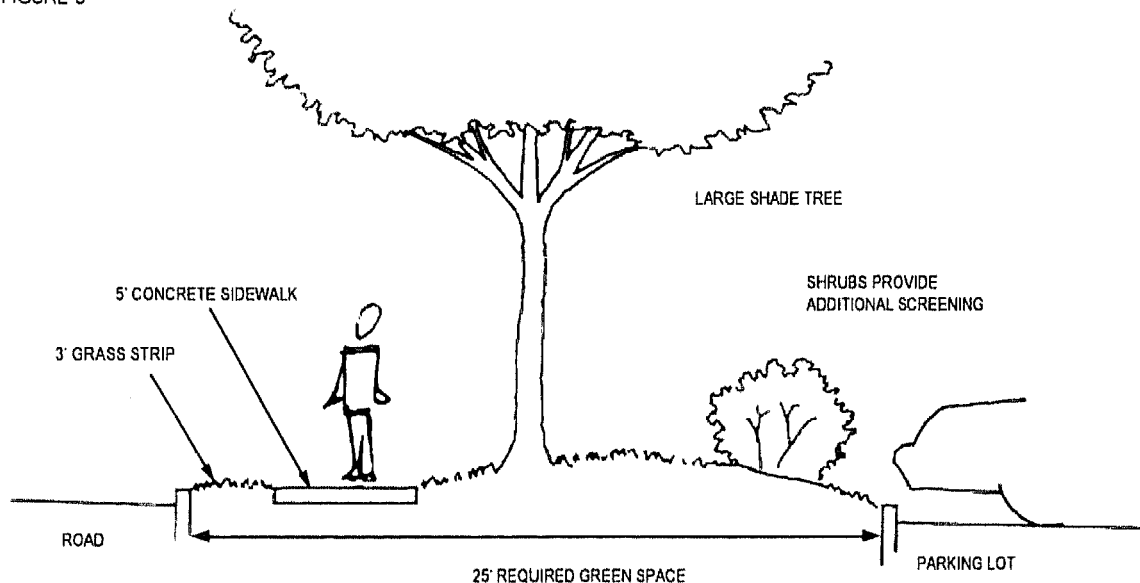 LARGE SHADE TREE
SHRUBS PROVIDE
ADDITIONAL SCREENING
5' CONCRETE SIDEWALK
3' GRASS STRIP
ROAD
25' REQUIRED GREEN SPACE
PARKING LOT